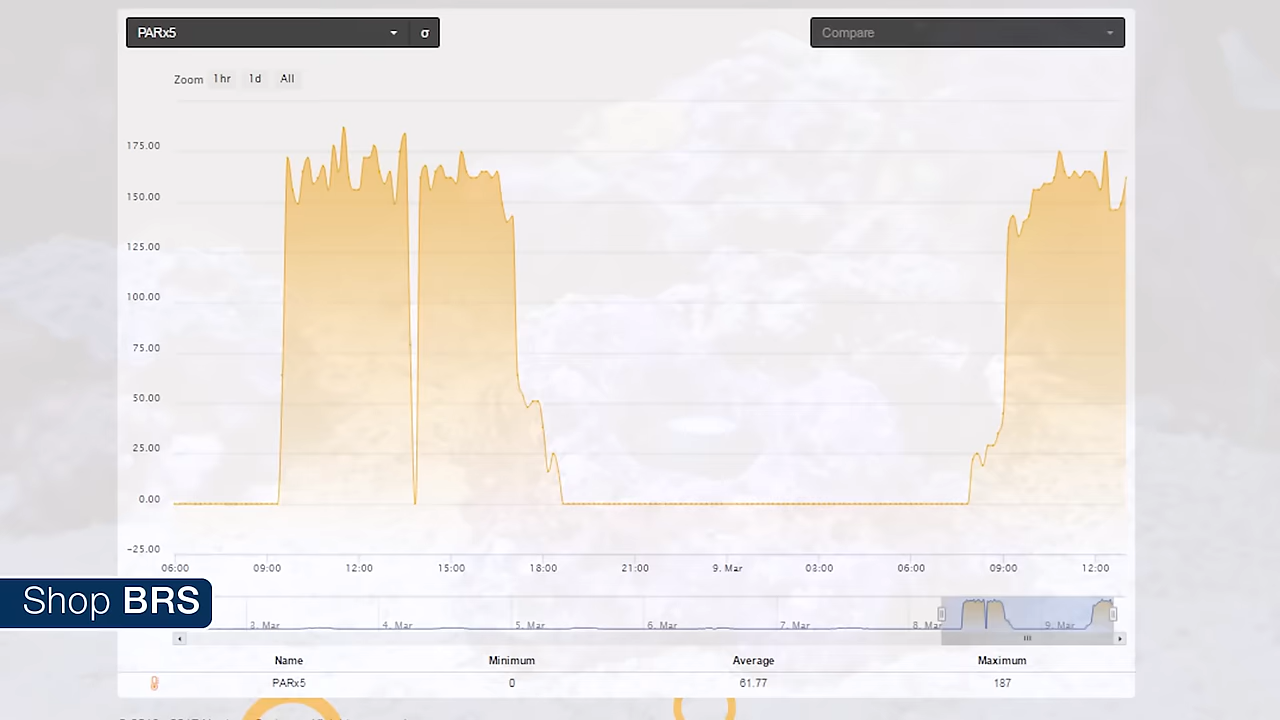 PARx5 σ Compare
Zoom 1hr 1d All
175.00
150.00
125.00
100.00
75.00
50.00
25.00
0.00
-25.00
06:00 09:00 12:00 15:00 18:00 21:00 9. Mar 03:00 06:00 09:00 12:00
Shop BRS
3. Mar 4. Mar 5. Mar 6. Mar 7. Mar 8. Mar 9. Mar
Name Minimum Average Maximum
PARx5 0 61.77 187